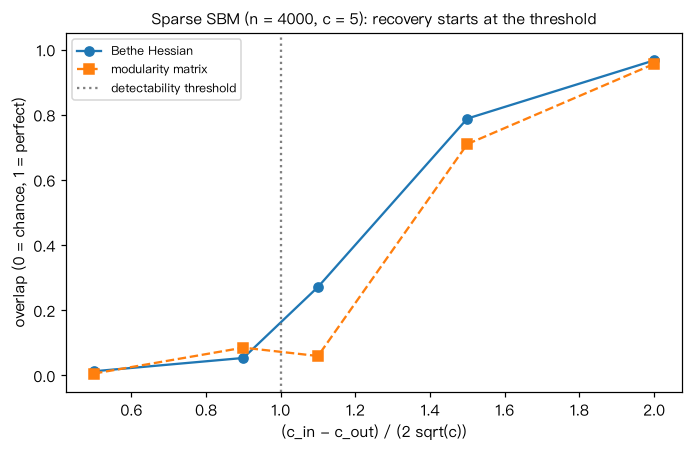 Sparse SBM (n = 4000, c = 5): recovery starts at the threshold
Bethe Hessian
modularity matrix
detectability threshold
overlap (0 = chance, 1 = perfect)
1.0
0.8
0.6
0.4
0.2
0.0
0.6 0.8 1.0 1.2 1.4 1.6 1.8 2.0
(c_in − c_out) / (2 sqrt(c))